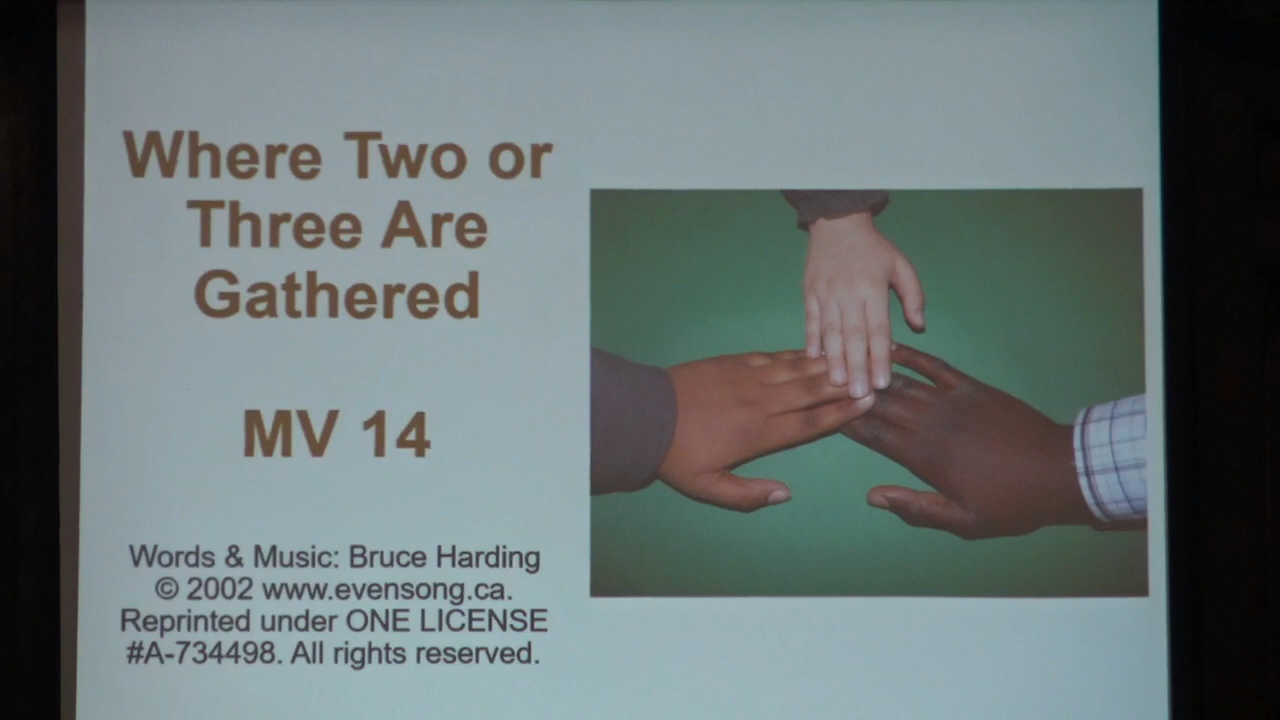 Where Two or
Three Are
Gathered
MV 14
Words & Music: Bruce Harding
© 2002 www.evensong.ca.
Reprinted under ONE LICENSE
#A-734498. All rights reserved.